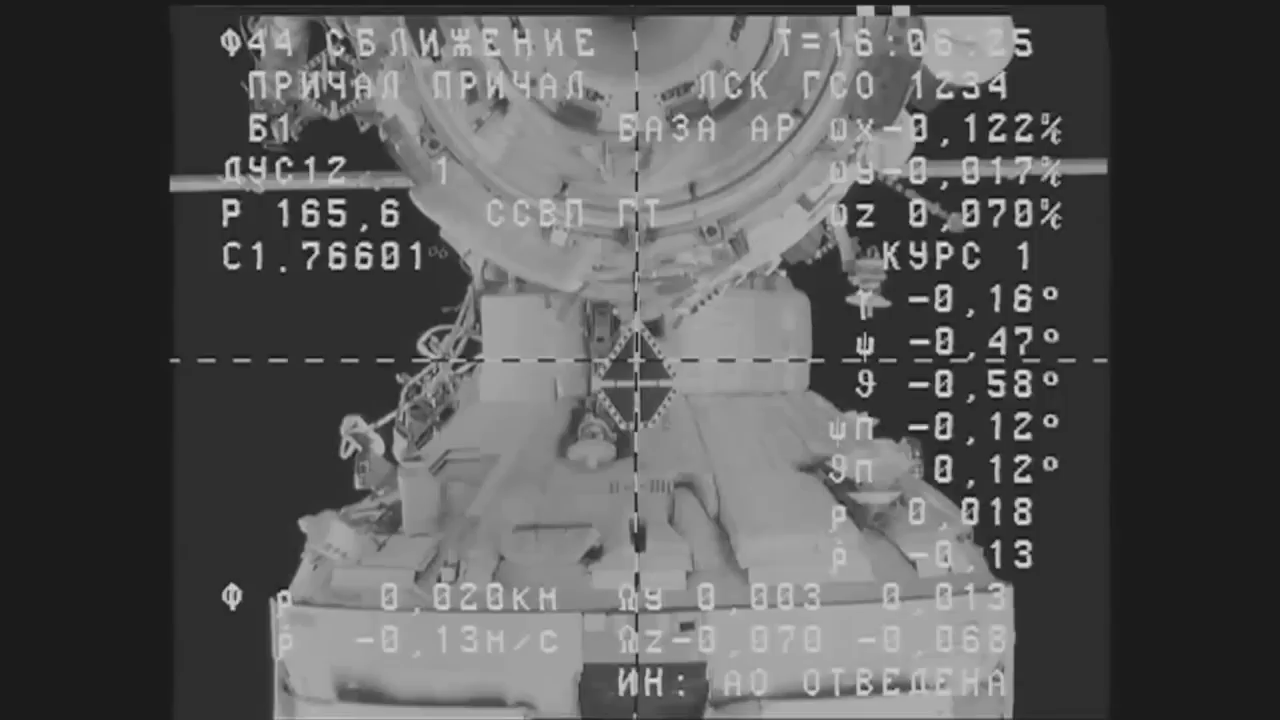 Ф44 СБЛИЖЕНИЕ T=16:06:25
ПРИЧАЛ ПРИЧАЛ ЛСК ГСО 1234
Б1 БАЗА АР ωx-0,122%
ДУС12 1 ωy-0,017%
Р 165,6 ССВП ГТ ωz 0,070%
С1.76601°° КУРС 1
γ -0,16°
ψ -0,47°
ϑ -0,58°
ψп -0,12°
ϑп 0,12°
ρ 0,018
ρ̇ -0,13
Ф ρ 0,020КМ Ωy 0,003 0,013
ρ̇ -0,13М/С Ωz-0,070 -0,068
ИН: АО ОТВЕДЕНА